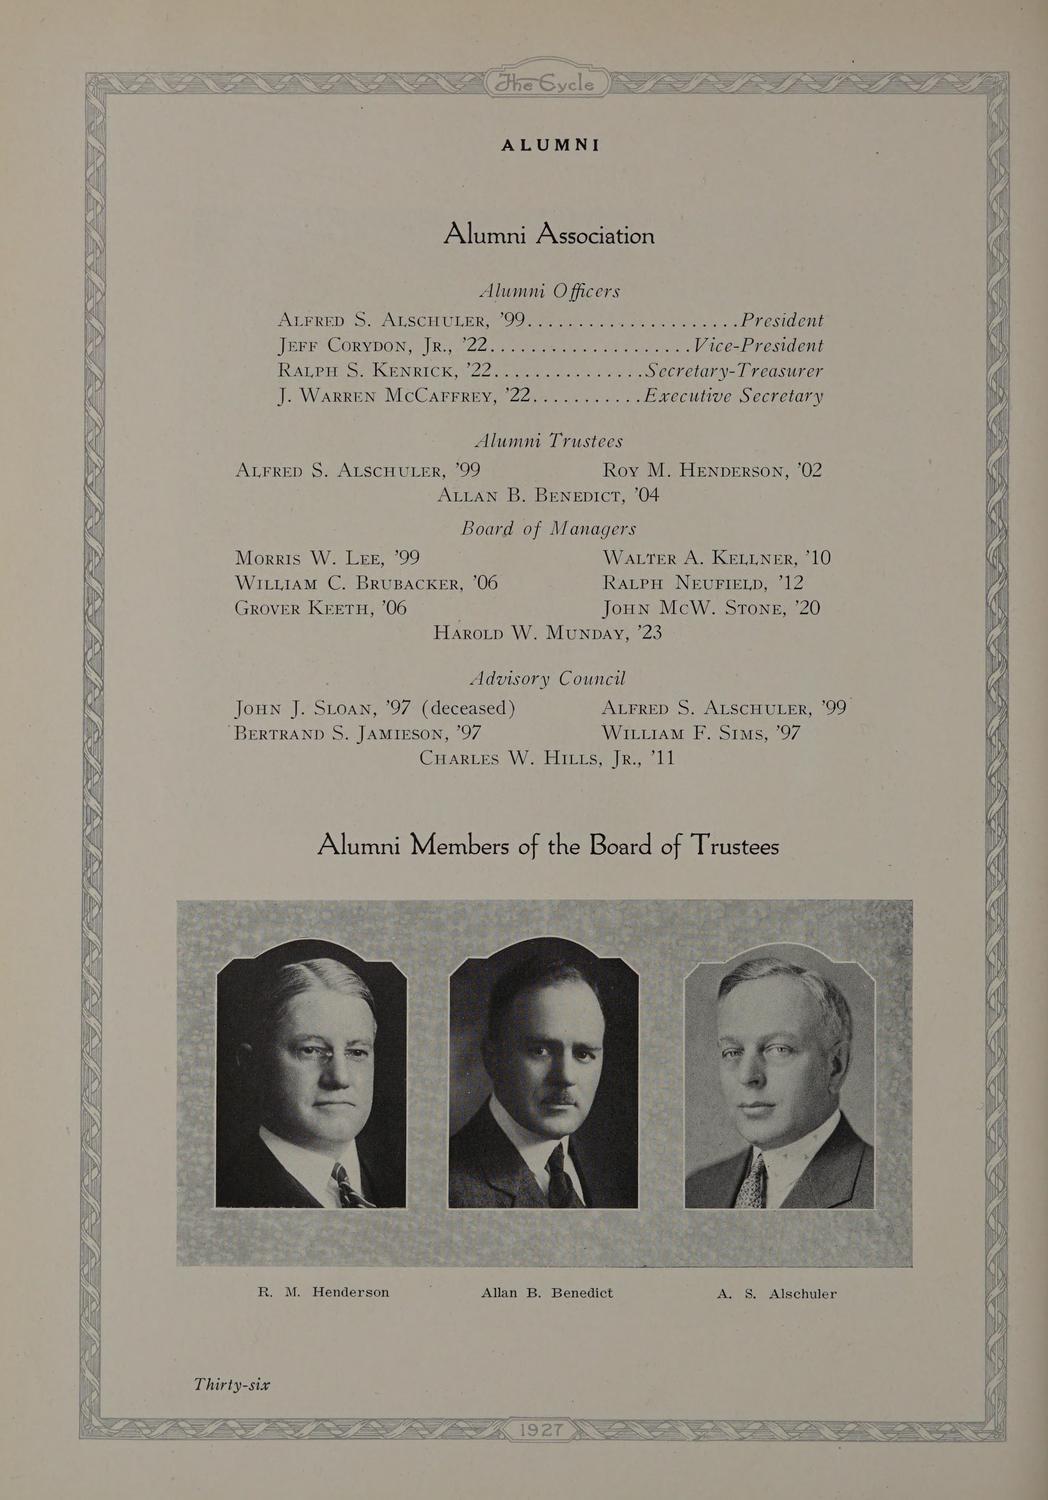 The Cycle
ALUMNI
Alumni Association
Alumni Officers
ALFRED S. ALSCHULER, '99......................President
JEFF CORYDON, JR., '22.....................Vice-President
RALPH S. KENRICK, '22................Secretary-Treasurer
J. WARREN MCCAFFREY, '22...........Executive Secretary
Alumni Trustees
ALFRED S. ALSCHULER, '99 ROY M. HENDERSON, '02
ALLAN B. BENEDICT, '04
Board of Managers
MORRIS W. LEE, '99 WALTER A. KELLNER, '10
WILLIAM C. BRUBACKER, '06 RALPH NEUFIELD, '12
GROVER KEETH, '06 JOHN MCW. STONE, '20
HAROLD W. MUNDAY, '23
Advisory Council
JOHN J. SLOAN, '97 (deceased) ALFRED S. ALSCHULER, '99
BERTRAND S. JAMIESON, '97 WILLIAM F. SIMS, '97
CHARLES W. HILLS, JR., '11
Alumni Members of the Board of Trustees
R. M. Henderson Allan B. Benedict A. S. Alschuler
Thirty-six
1927